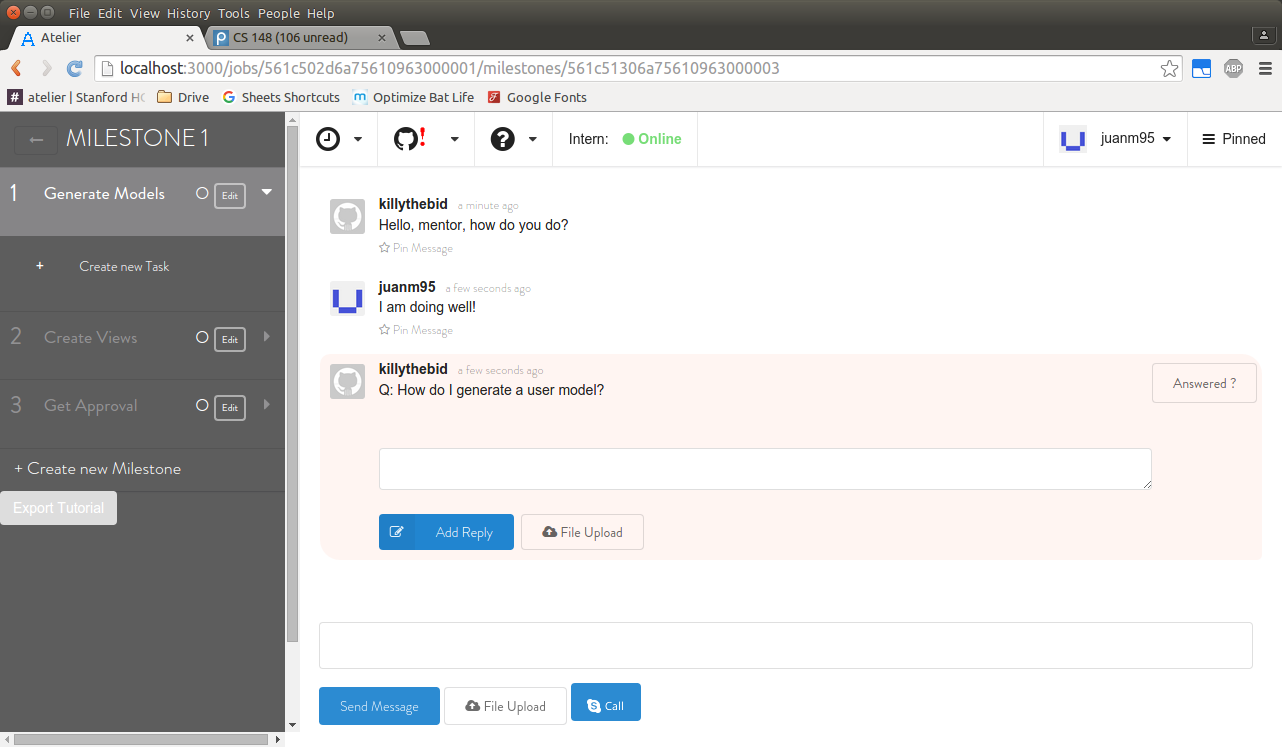 File Edit View History Tools People Help
Atelier
CS 148 (106 unread)
localhost:3000/jobs/561c502d6a75610963000001/milestones/561c51306a75610963000003
ABP
# atelier | Stanford HC Drive Sheets Shortcuts Optimize Bat Life Google Fonts
← MILESTONE 1
Intern: Online
juanm95
Pinned
1 Generate Models Edit
+ Create new Task
2 Create Views Edit
3 Get Approval Edit
+ Create new Milestone
Export Tutorial
killythebid a minute ago
Hello, mentor, how do you do?
Pin Message
juanm95 a few seconds ago
I am doing well!
Pin Message
killythebid a few seconds ago
Q: How do I generate a user model?
Answered ?
Add Reply File Upload
Send Message File Upload Call